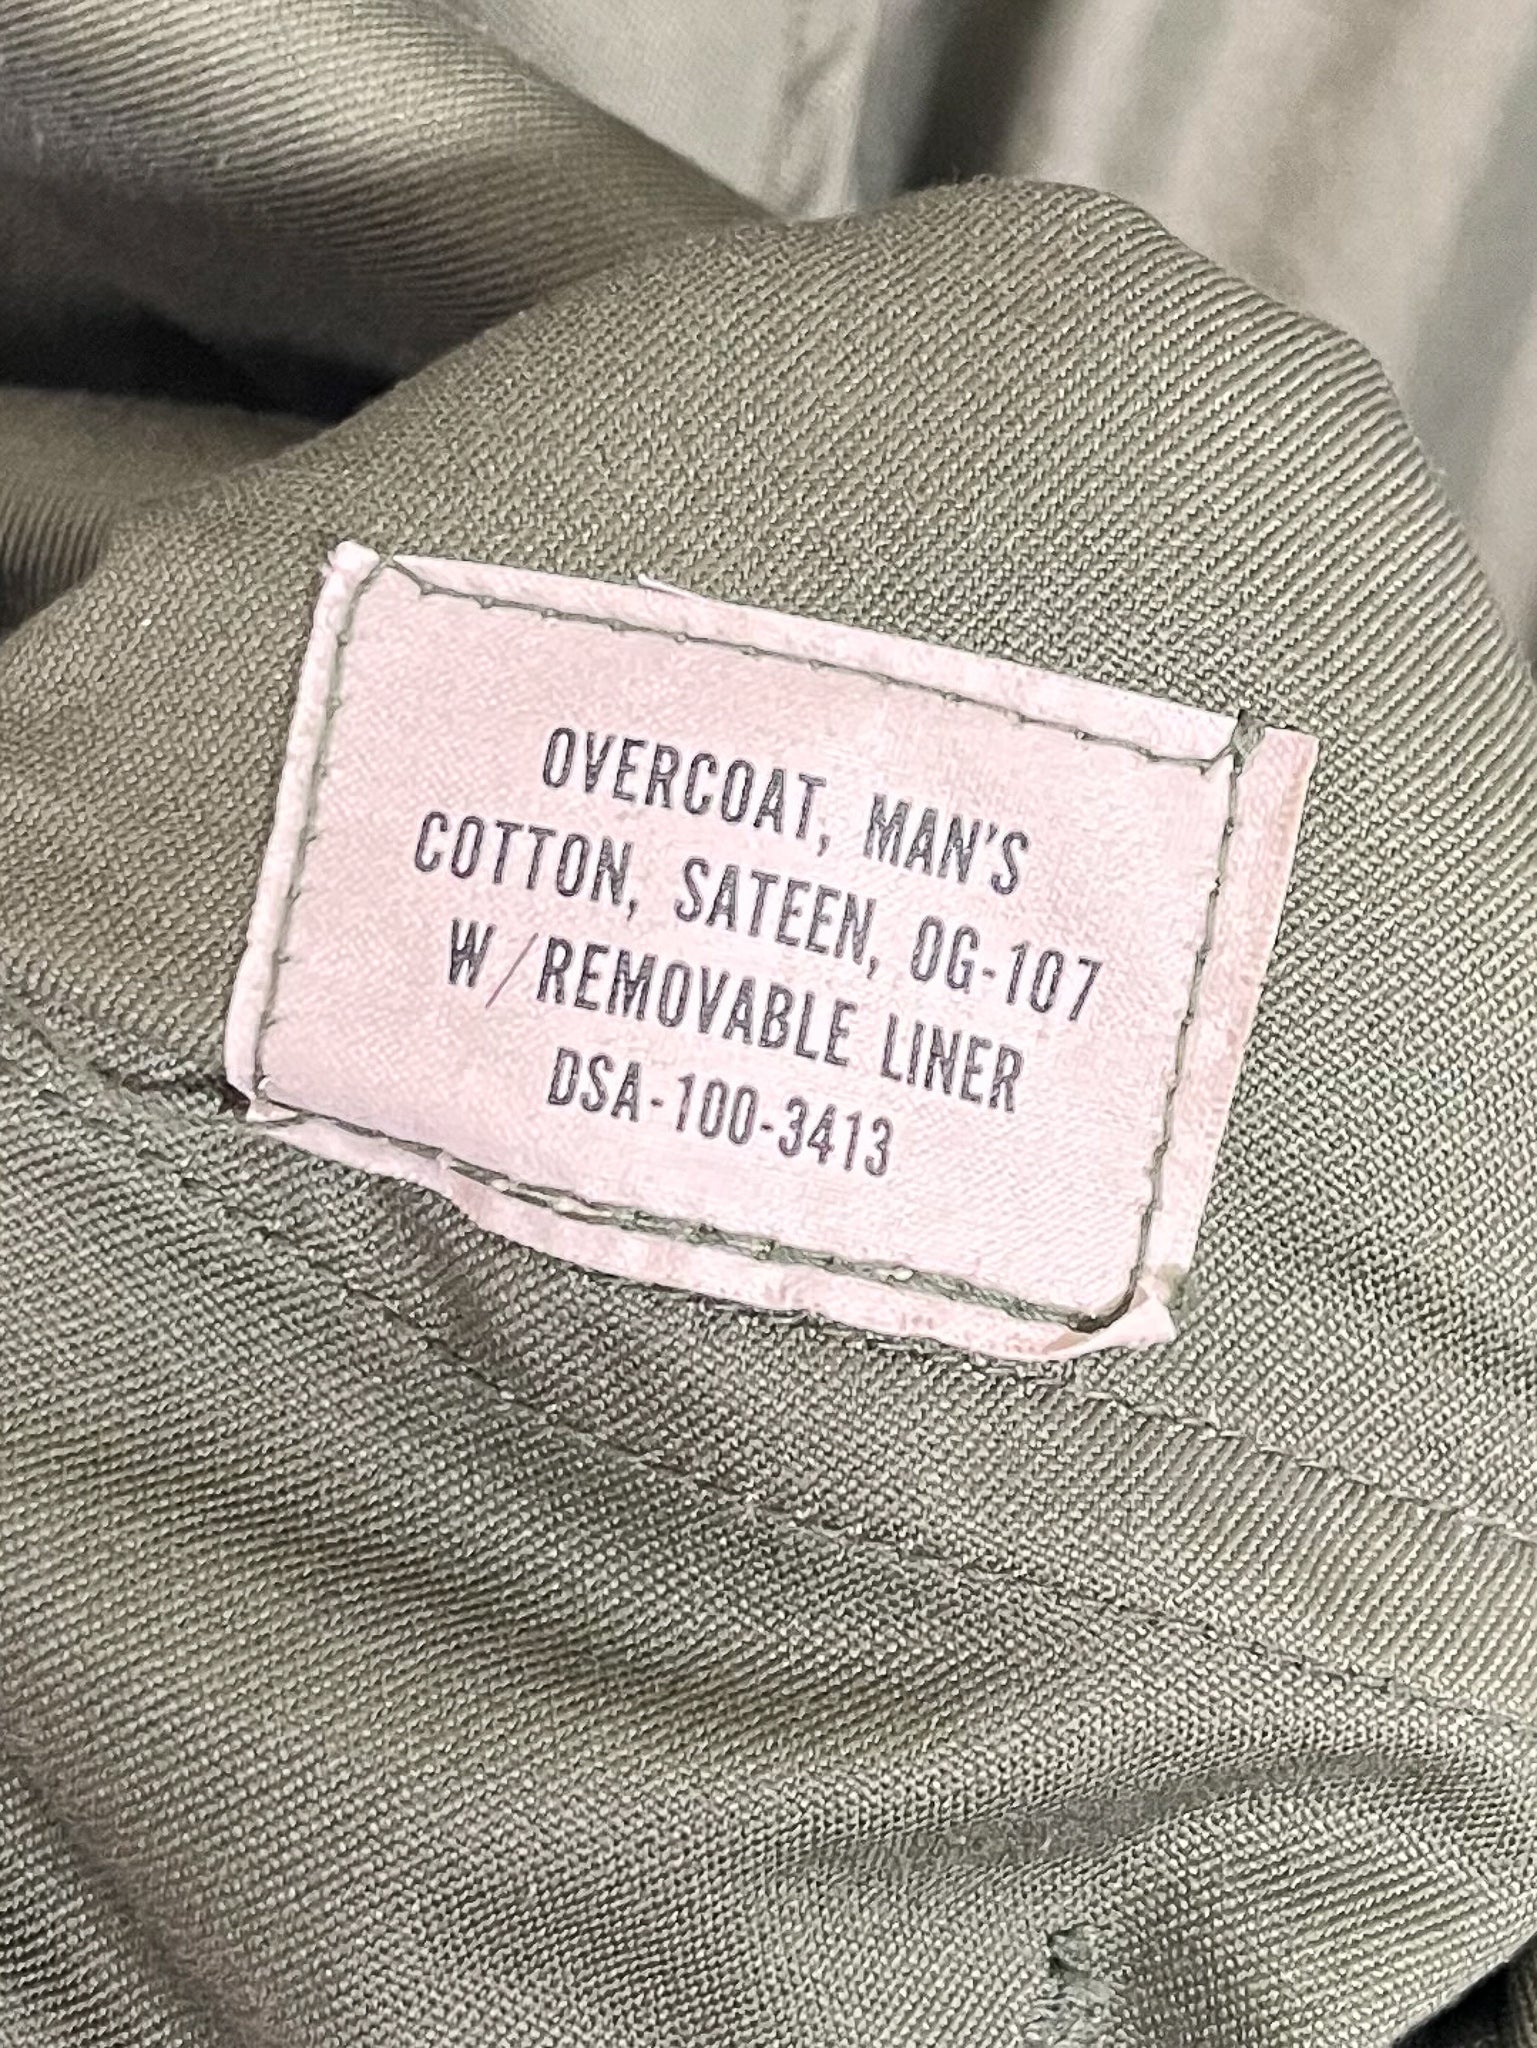 OVERCOAT, MAN'S
COTTON, SATEEN, OG-107
W/REMOVABLE LINER
DSA-100-3413